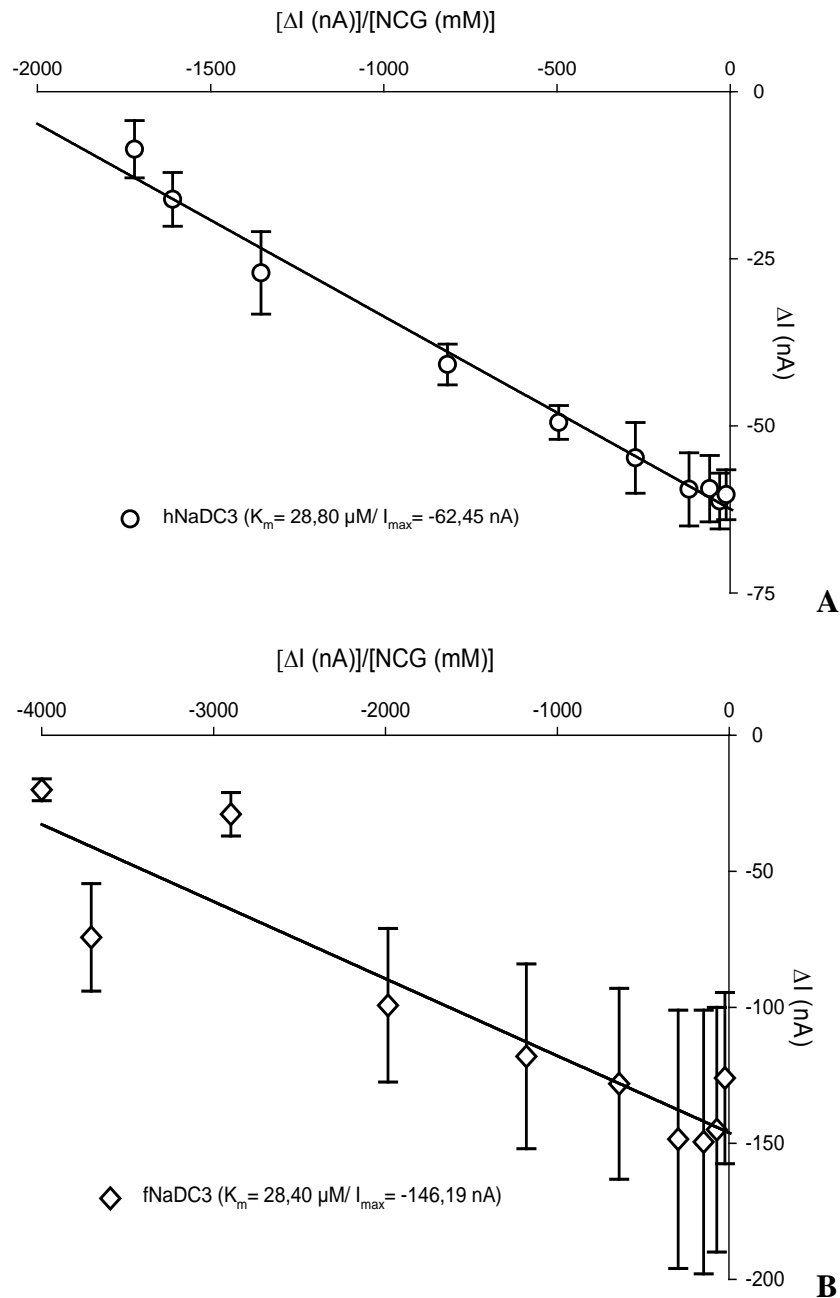 [ΔI (nA)]/[NCG (mM)]
-2000 -1500 -1000 -500 0
0
-25
ΔI (nA)
-50
hNaDC3 (Km= 28,80 µM/ Imax= -62,45 nA)
-75
A
[ΔI (nA)]/[NCG (mM)]
-4000 -3000 -2000 -1000 0
0
-50
ΔI (nA)
-100
-150
fNaDC3 (Km= 28,40 µM/ Imax= -146,19 nA)
-200
B